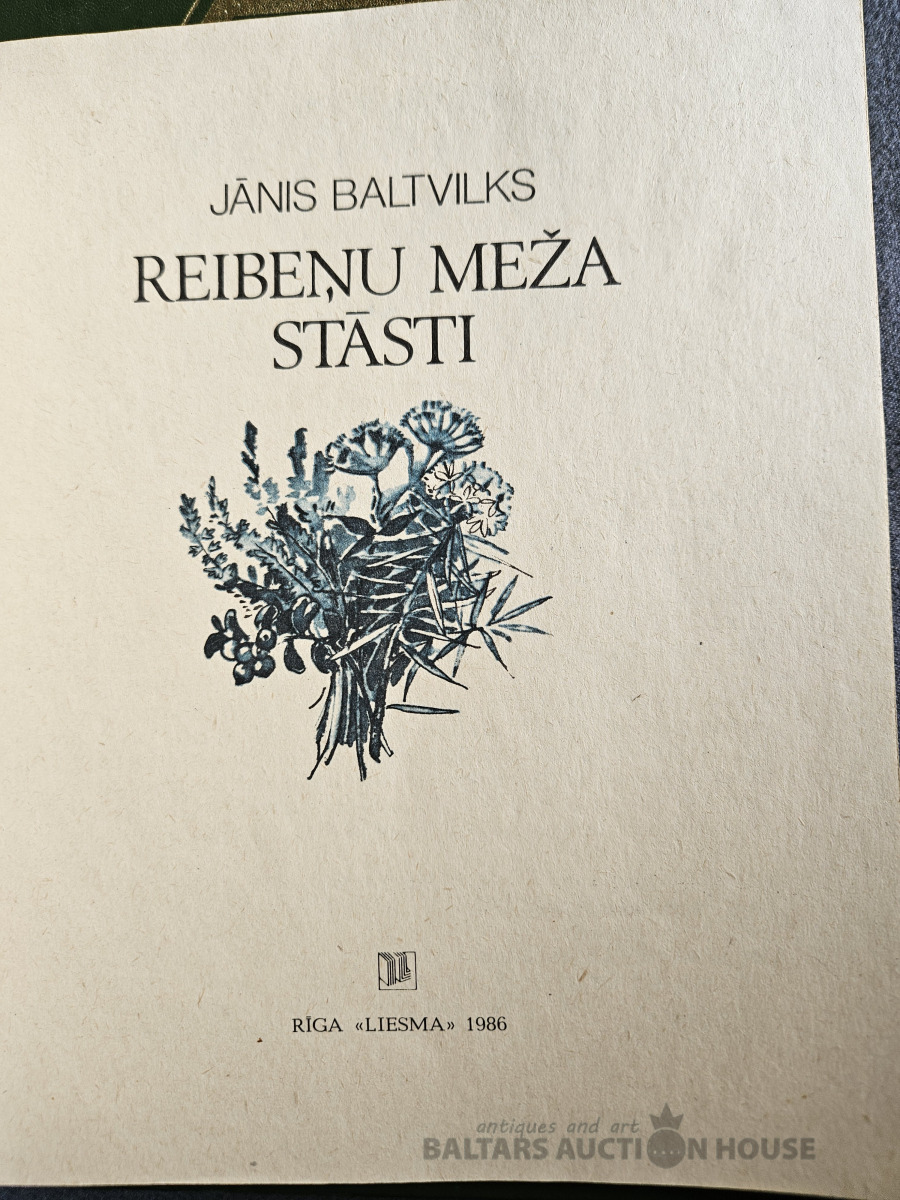 JĀNIS BALTVILKS
REIBEŅU MEŽA
STĀSTI
RĪGA «LIESMA» 1986
antiques and art
BALTARS AUCTION HOUSE